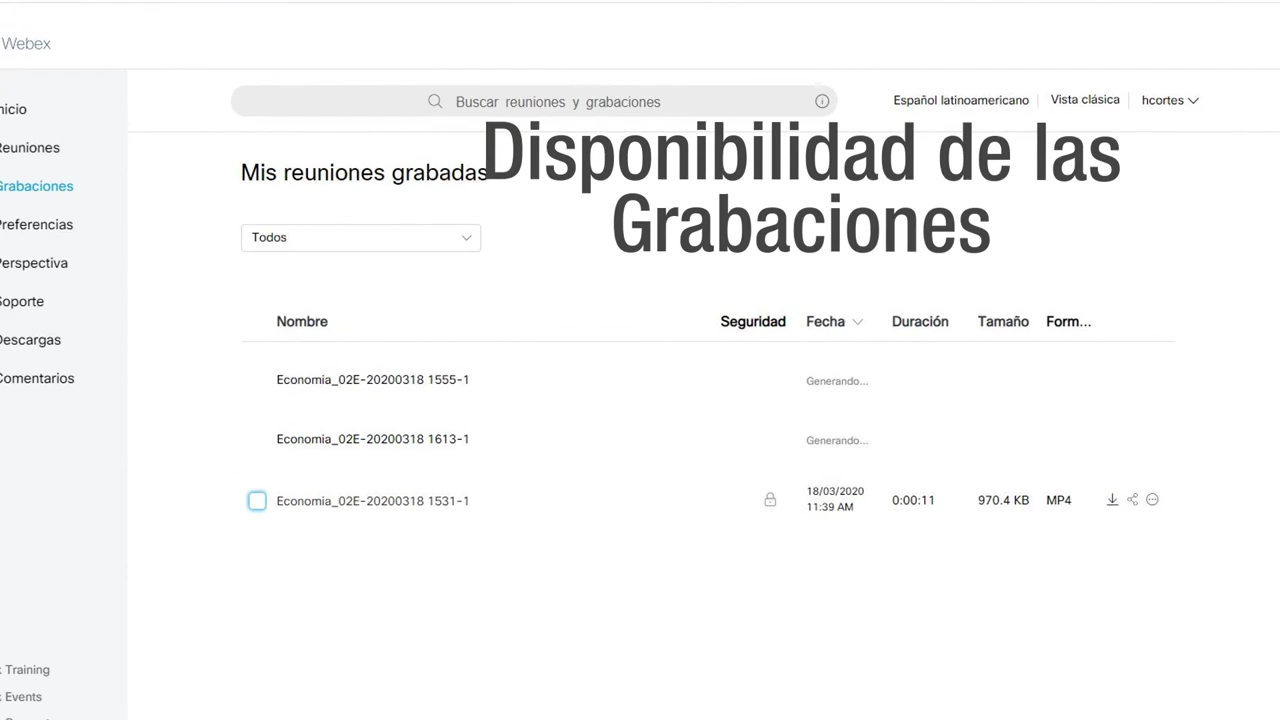 Webex
nicio
Reuniones
Grabaciones
Preferencias
Perspectiva
Soporte
Descargas
Comentarios
Training
Events
Buscar reuniones y grabaciones
Español latinoamericano
Vista clásica
hcortes
Disponibilidad de las
Grabaciones
Mis reuniones grabadas
Todos
Nombre Seguridad Fecha Duración Tamaño Form...
Economia_02E-20200318 1555-1 Generando...
Economia_02E-20200318 1613-1 Generando...
Economia_02E-20200318 1531-1 18/03/2020 0:00:11 970.4 KB MP4
11:39 AM